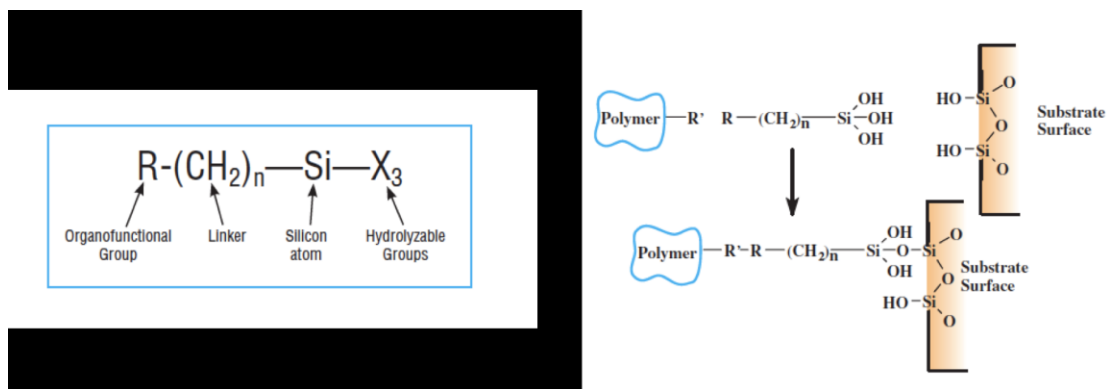 R-(CH₂)ₙ—Si—X₃
Organofunctional Group
Linker
Silicon atom
Hydrolyzable Groups
OH
Polymer—R’ R—(CH₂)n—Si—OH
OH
O
HO—Si
O
HO—Si
O
Substrate
Surface
OH O
Polymer—R’-R—(CH₂)n—Si—O—Si
OH O
HO—Si
O
Substrate
Surface